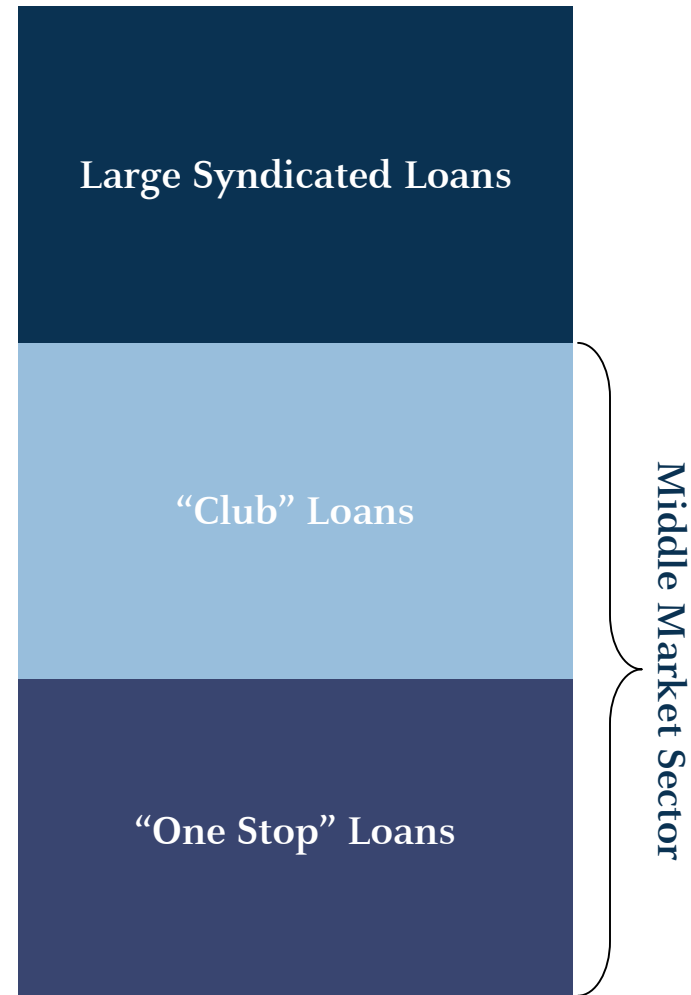 Large Syndicated Loans
“Club” Loans
“One Stop” Loans
Middle Market Sector